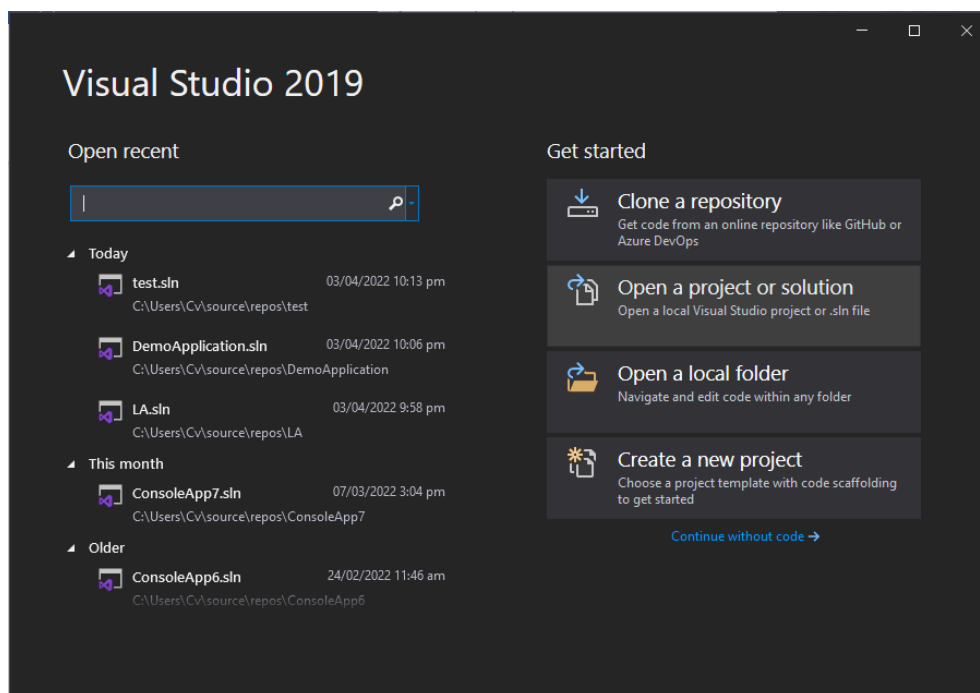 Visual Studio 2019
Open recent
Today
test.sln 03/04/2022 10:13 pm
C:\Users\Cv\source\repos\test
DemoApplication.sln 03/04/2022 10:06 pm
C:\Users\Cv\source\repos\DemoApplication
LA.sln 03/04/2022 9:58 pm
C:\Users\Cv\source\repos\LA
This month
ConsoleApp7.sln 07/03/2022 3:04 pm
C:\Users\Cv\source\repos\ConsoleApp7
Older
ConsoleApp6.sln 24/02/2022 11:46 am
C:\Users\Cv\source\repos\ConsoleApp6
Get started
Clone a repository
Get code from an online repository like GitHub or
Azure DevOps
Open a project or solution
Open a local Visual Studio project or .sln file
Open a local folder
Navigate and edit code within any folder
Create a new project
Choose a project template with code scaffolding
to get started
Continue without code →